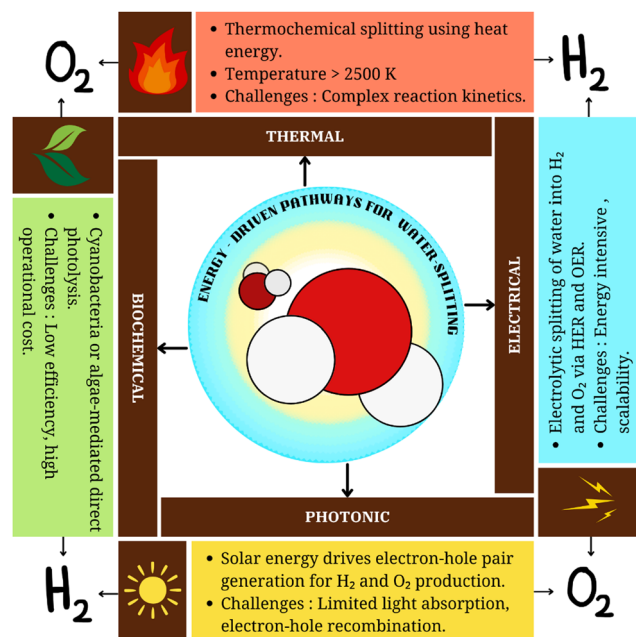 O₂
• Thermochemical splitting using heat
energy.
• Temperature > 2500 K
• Challenges : Complex reaction kinetics.
H₂
THERMAL
ENERGY - DRIVEN PATHWAYS FOR WATER-SPLITTING
BIOCHEMICAL
• Cyanobacteria or algae-mediated direct
photolysis.
• Challenges : Low efficiency, high
operational cost.
ELECTRICAL
• Electrolytic splitting of water into H₂
and O₂ via HER and OER.
• Challenges : Energy intensive ,
scalability.
PHOTONIC
H₂
• Solar energy drives electron-hole pair
generation for H₂ and O₂ production.
• Challenges : Limited light absorption,
electron-hole recombination.
O₂